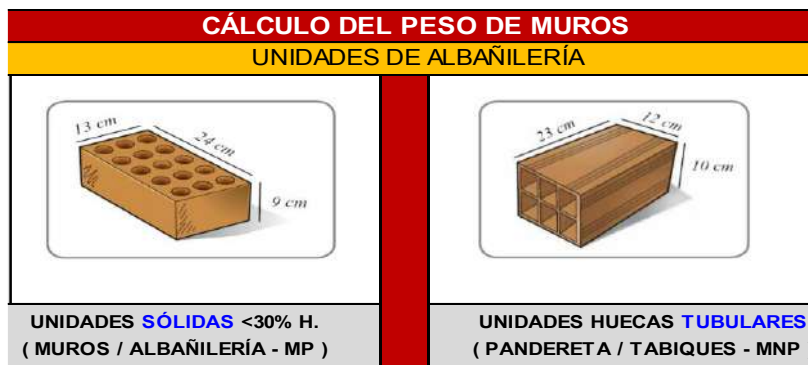 CÁLCULO DEL PESO DE MUROS
UNIDADES DE ALBAÑILERÍA
13 cm
24 cm
9 cm
23 cm
12 cm
10 cm
UNIDADES SÓLIDAS <30% H.
( MUROS / ALBAÑILERÍA - MP )
UNIDADES HUECAS TUBULARES
( PANDERETA / TABIQUES - MNP